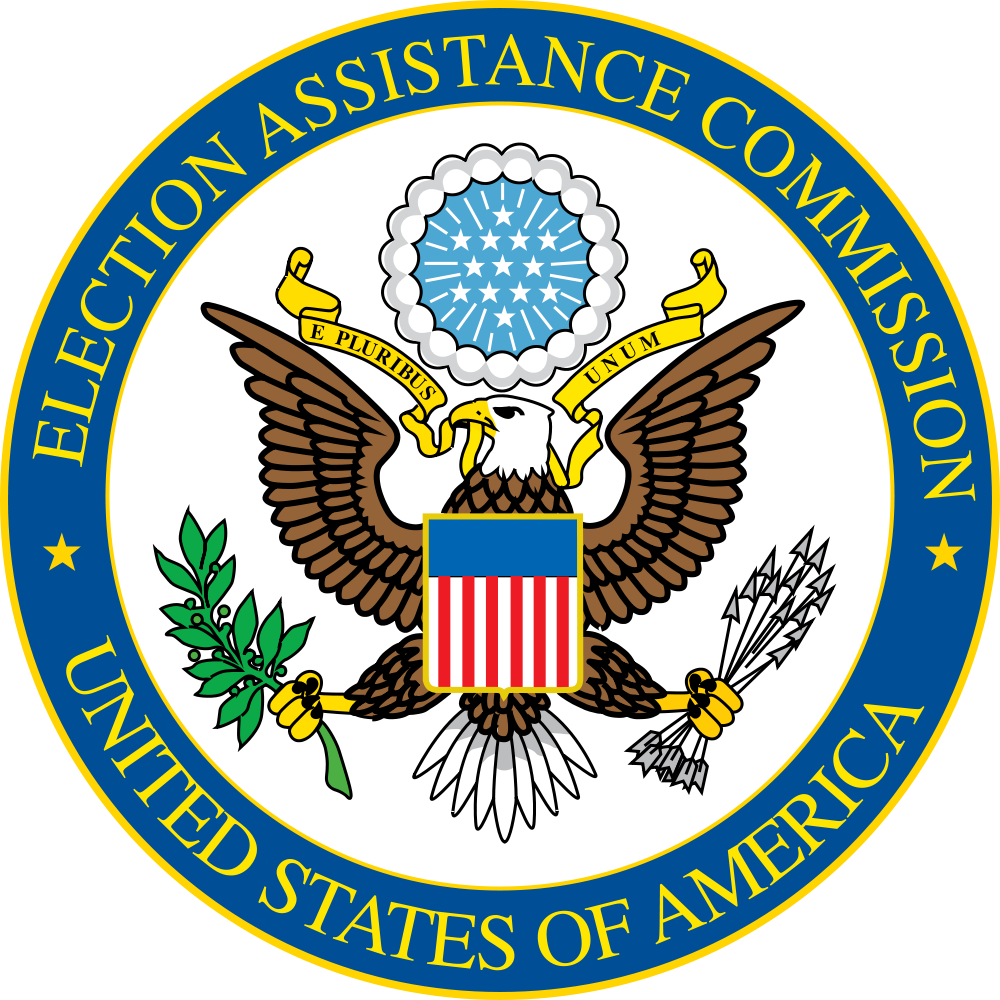 ELECTION ASSISTANCE COMMISSION
E PLURIBUS
UNUM
UNITED STATES OF AMERICA